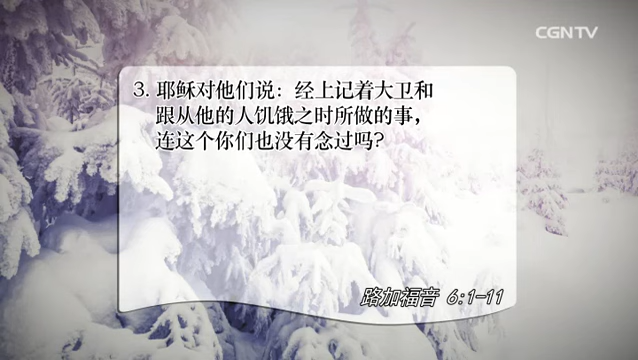 CGNTV
3. 耶稣对他们说：经上记着大卫和
跟从他的人饥饿之时所做的事，
连这个你们也没有念过吗？
路加福音 6:1-11